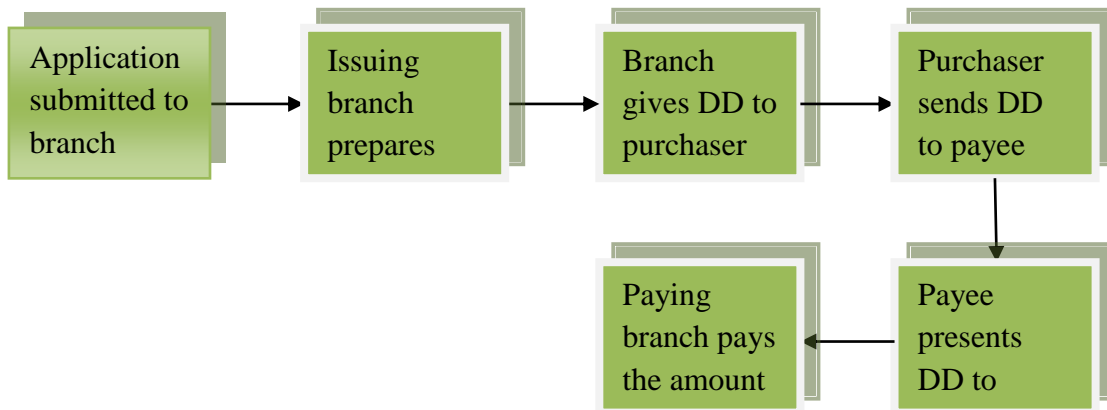 Application
submitted to
branch
Issuing
branch
prepares
Branch
gives DD to
purchaser
Purchaser
sends DD
to payee
Payee
presents
DD to
Paying
branch pays
the amount